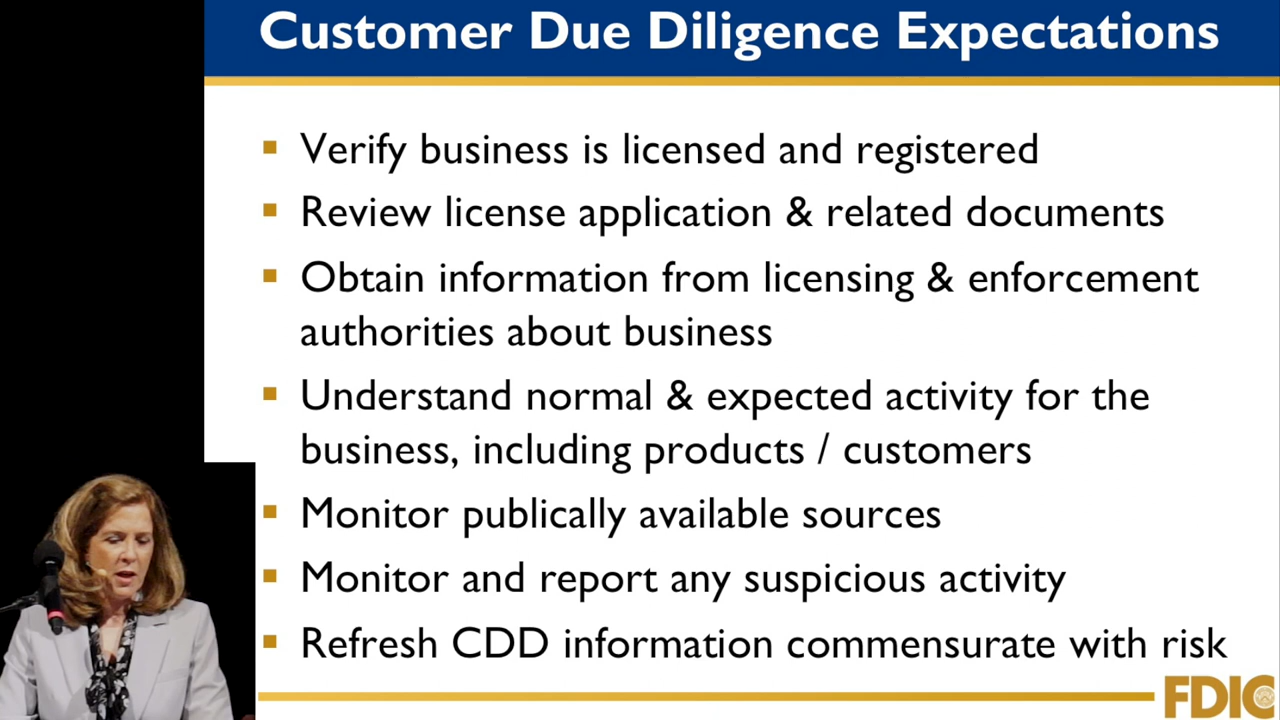 Customer Due Diligence Expectations
Verify business is licensed and registered
Review license application & related documents
Obtain information from licensing & enforcement
authorities about business
Understand normal & expected activity for the
business, including products / customers
Monitor publically available sources
Monitor and report any suspicious activity
Refresh CDD information commensurate with risk
FDIC